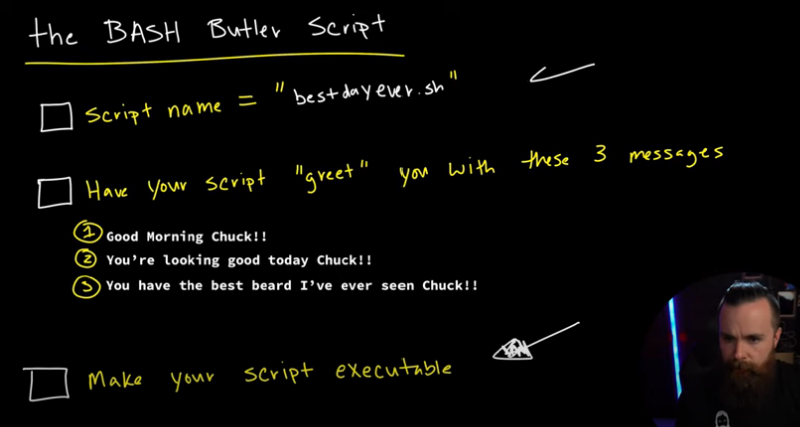 the BASH Butler Script
Script name = "bestdayever.sh"
Have your script "greet" you with these 3 messages
1 Good Morning Chuck!!
2 You're looking good today Chuck!!
3 You have the best beard I've ever seen Chuck!!
Make your script executable